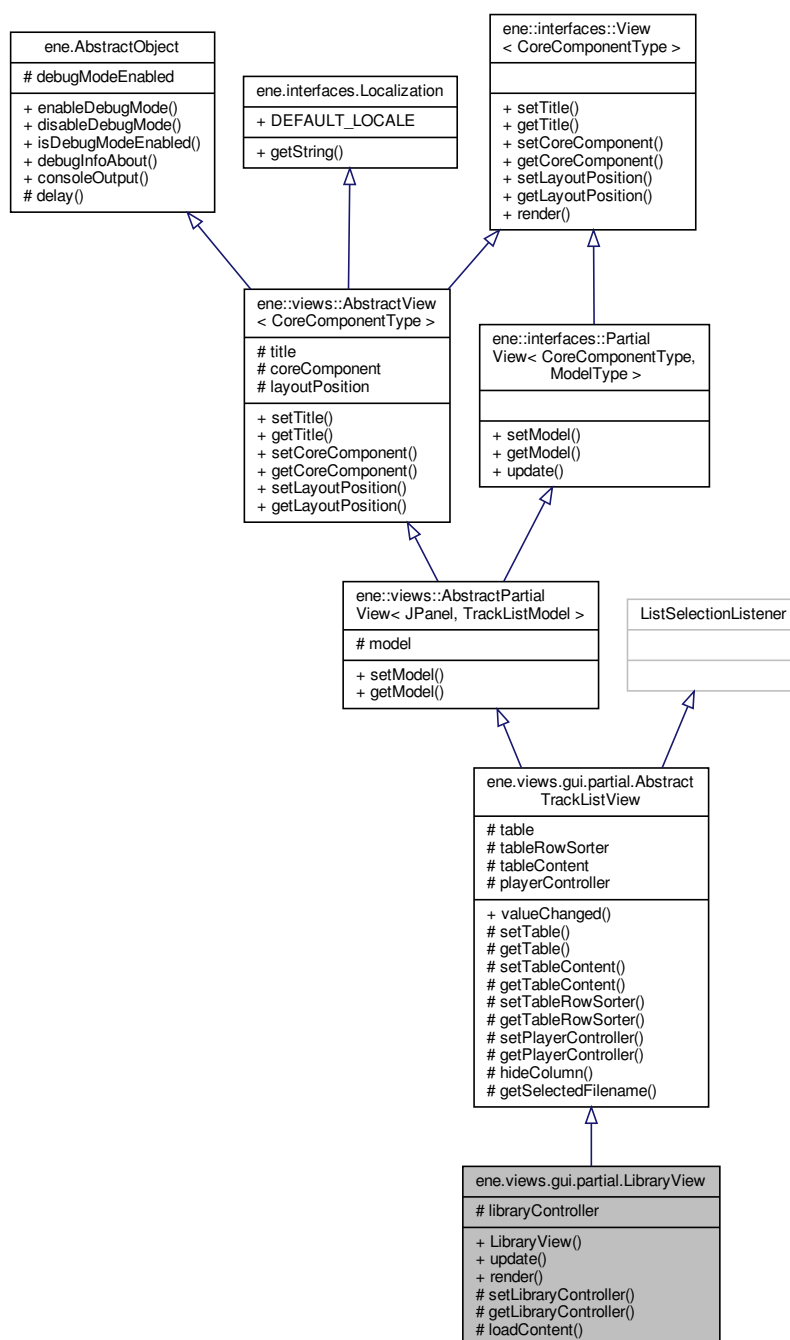 ene.AbstractObject
# debugModeEnabled
+ enableDebugMode()
+ disableDebugMode()
+ isDebugModeEnabled()
+ debugInfoAbout()
+ consoleOutput()
# delay()
ene.interfaces.Localization
+ DEFAULT_LOCALE
+ getString()
ene::interfaces::View
< CoreComponentType >
+ setTitle()
+ getTitle()
+ setCoreComponent()
+ getCoreComponent()
+ setLayoutPosition()
+ getLayoutPosition()
+ render()
ene::views::AbstractView
< CoreComponentType >
# title
# coreComponent
# layoutPosition
+ setTitle()
+ getTitle()
+ setCoreComponent()
+ getCoreComponent()
+ setLayoutPosition()
+ getLayoutPosition()
ene::interfaces::Partial
View< CoreComponentType,
ModelType >
+ setModel()
+ getModel()
+ update()
ene::views::AbstractPartial
View< JPanel, TrackListModel >
# model
+ setModel()
+ getModel()
ListSelectionListener
ene.views.gui.partial.Abstract
TrackListView
# table
# tableRowSorter
# tableContent
# playerController
+ valueChanged()
# setTable()
# getTable()
# setTableContent()
# getTableContent()
# setTableRowSorter()
# getTableRowSorter()
# setPlayerController()
# getPlayerController()
# hideColumn()
# getSelectedFilename()
ene.views.gui.partial.LibraryView
# libraryController
+ LibraryView()
+ update()
+ render()
# setLibraryController()
# getLibraryController()
# loadContent()